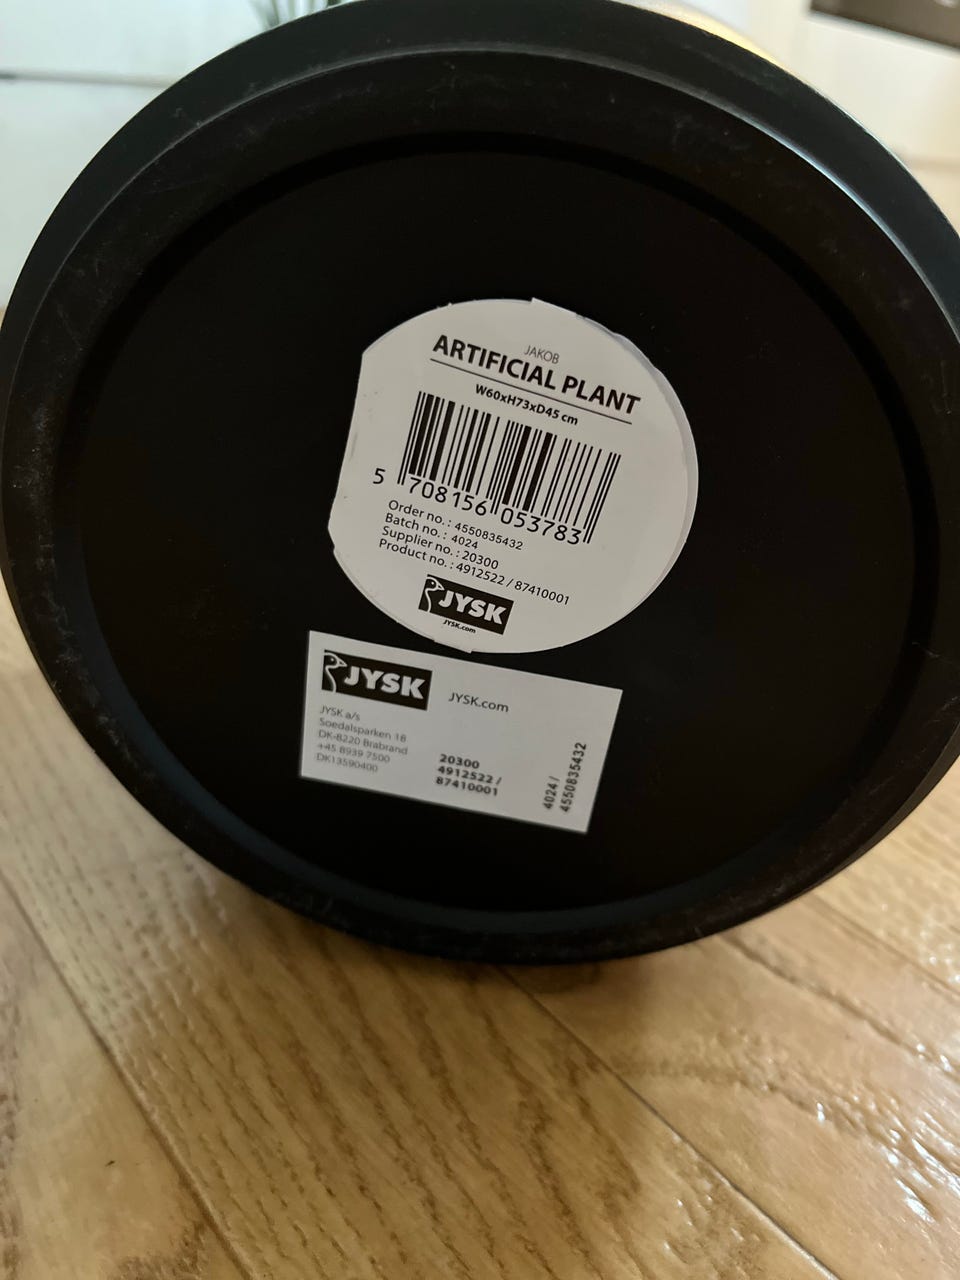 JAKOB
ARTIFICIAL PLANT
W60xH73xD45 cm
5 708156 053783
Order no. : 4550835432
Batch no. : 4024
Supplier no. : 20300
Product no. : 4912522 / 87410001
JYSK
JYSK.com
JYSK
JYSK.com
JYSK a/s
Soedalsparken 18
DK-8220 Brabrand
+45 8939 7500
DK13590400
20300
4912522 /
87410001
4024 /
4550835432